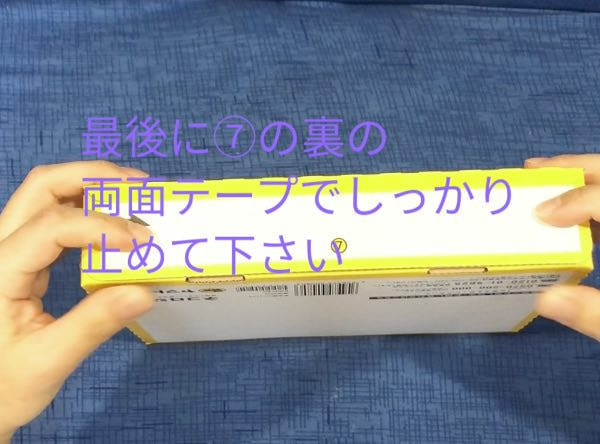 最後に⑦の裏の
両面テープでしっかり
止めて下さい
⑦